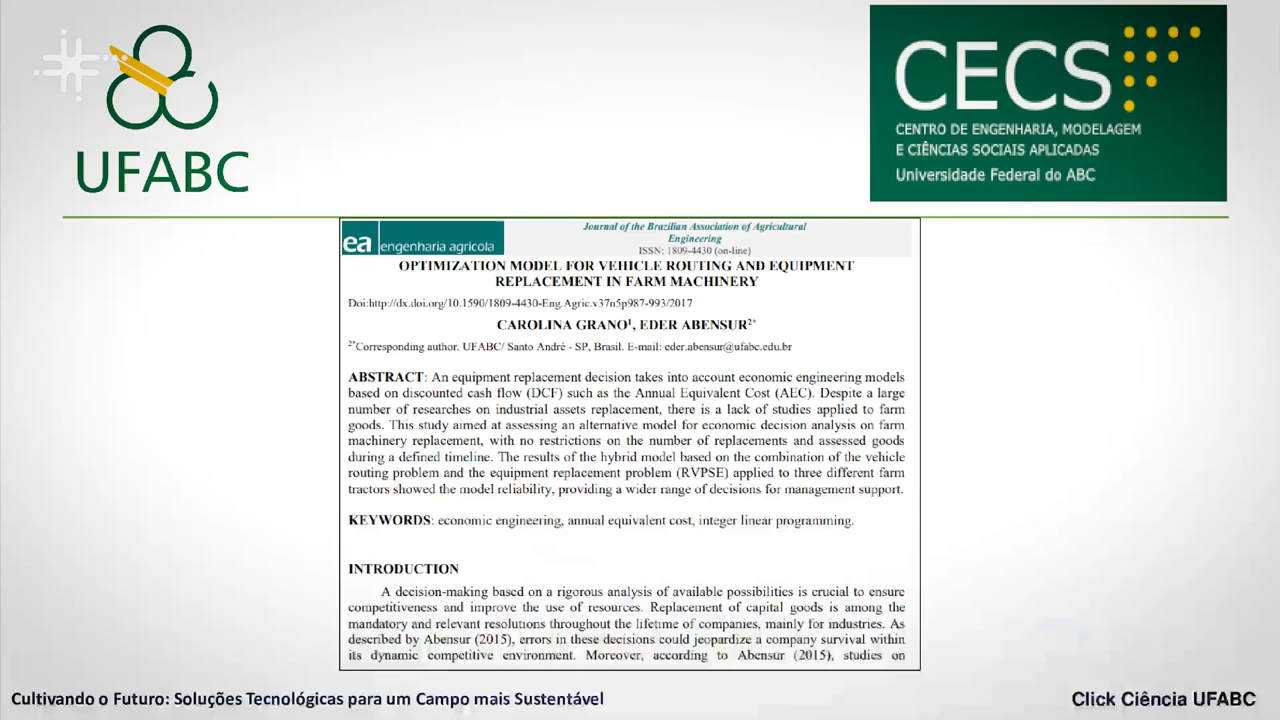 UFABC
CECS
CENTRO DE ENGENHARIA, MODELAGEM
E CIÊNCIAS SOCIAIS APLICADAS
Universidade Federal do ABC
ea engenharia agricola
Journal of the Brazilian Association of Agricultural
Engineering
ISSN: 1809-4430 (on-line)
OPTIMIZATION MODEL FOR VEHICLE ROUTING AND EQUIPMENT
REPLACEMENT IN FARM MACHINERY
Doi:http://dx.doi.org/10.1590/1809-4430-Eng.Agric.v37n5p987-993/2017
CAROLINA GRANO¹, EDER ABENSUR²*
²*Corresponding author. UFABC/ Santo André - SP, Brasil. E-mail: eder.abensur@ufabc.edu.br
ABSTRACT: An equipment replacement decision takes into account economic engineering models
based on discounted cash flow (DCF) such as the Annual Equivalent Cost (AEC). Despite a large
number of researches on industrial assets replacement, there is a lack of studies applied to farm
goods. This study aimed at assessing an alternative model for economic decision analysis on farm
machinery replacement, with no restrictions on the number of replacements and assessed goods
during a defined timeline. The results of the hybrid model based on the combination of the vehicle
routing problem and the equipment replacement problem (RVPSE) applied to three different farm
tractors showed the model reliability, providing a wider range of decisions for management support.
KEYWORDS: economic engineering, annual equivalent cost, integer linear programming.
INTRODUCTION
A decision-making based on a rigorous analysis of available possibilities is crucial to ensure
competitiveness and improve the use of resources. Replacement of capital goods is among the
mandatory and relevant resolutions throughout the lifetime of companies, mainly for industries. As
described by Abensur (2015), errors in these decisions could jeopardize a company survival within
its dynamic competitive environment. Moreover, according to Abensur (2015), studies on
Cultivando o Futuro: Soluções Tecnológicas para um Campo mais Sustentável
Click Ciência UFABC